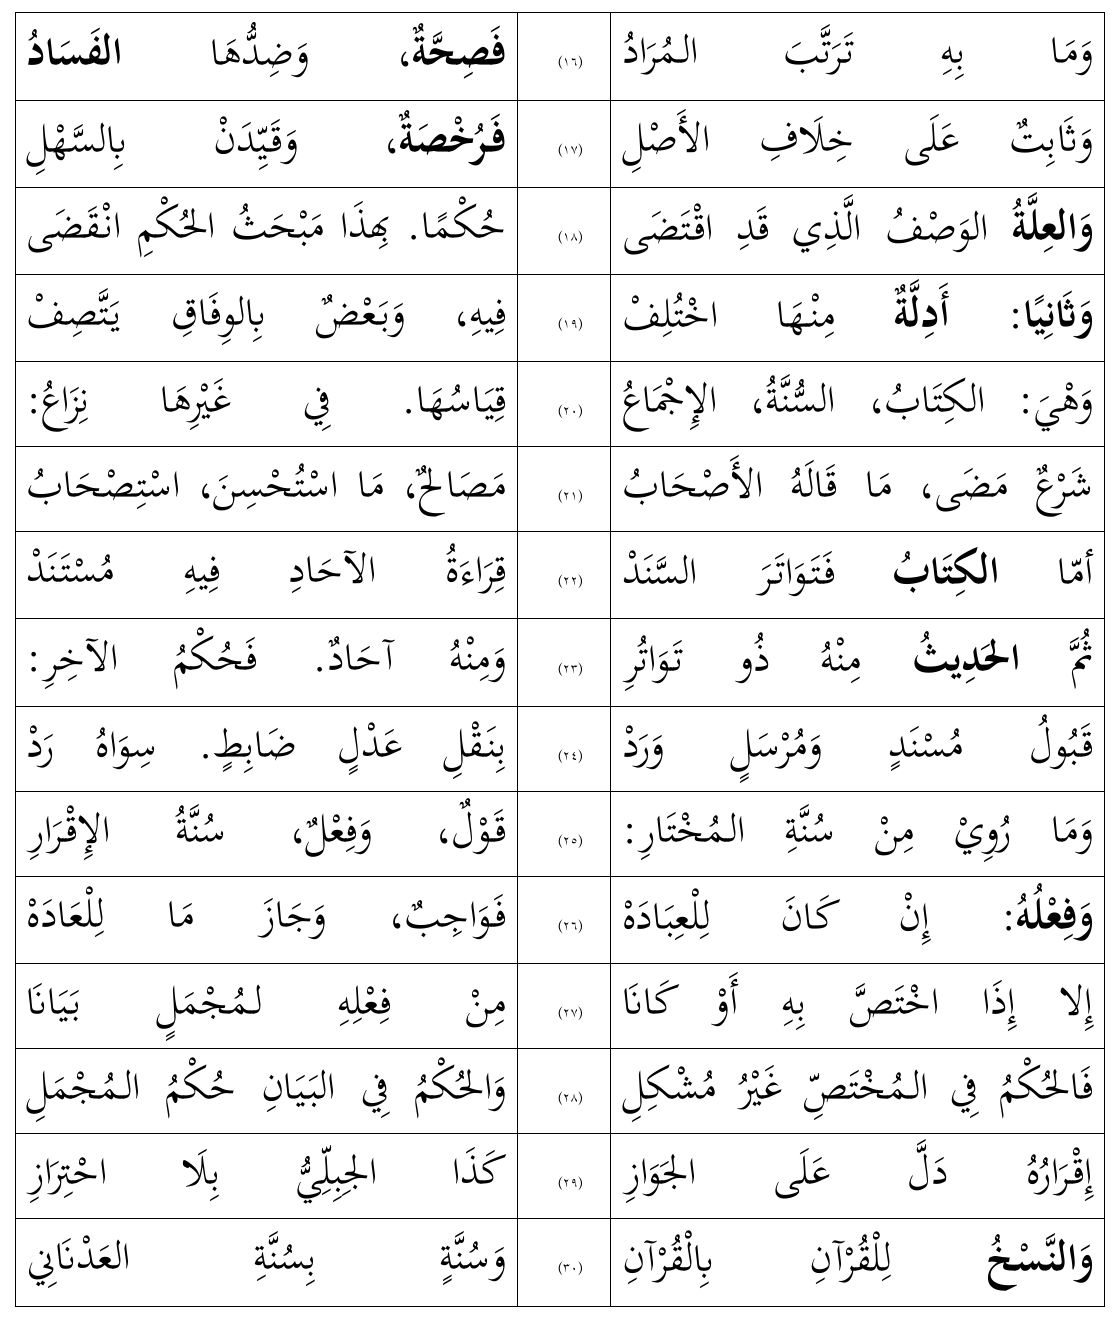 وَمَا بِهِ تَرَتَّبَ المُرَادُ (١٦) فَصِحَّةٌ، وَضِدُّهَا الفَسَادُ
وَثَابِتٌ عَلَى خِلَافِ الأَصْلِ (١٧) فَرُخْصَةٌ، وَقَيِّدَنْ بِالسَّهْلِ
وَالعِلَّةُ الوَصْفُ الَّذِي قَدِ اقْتَضَى (١٨) حُكْمًا. بِهذَا مَبْحَثُ الحُكْمِ انْقَضَى
وَثَانِيًا: أَدِلَّةٌ مِنْهَا اخْتُلِفْ (١٩) فِيهِ، وَبَعْضٌ بِالوِفَاقِ يَتَّصِفْ
وَهْيَ: الكِتَابُ، السُّنَّةُ، الإِجْمَاعُ (٢٠) قِيَاسُهَا. فِي غَيْرِهَا نِزَاعُ:
شَرْعٌ مَضَى، مَا قَالَهُ الأَصْحَابُ (٢١) مَصَالحٌ، مَا اسْتُحْسِنَ، اسْتِصْحَابُ
أمّا الكِتَابُ فَتَوَاتَرَ السَّنَدْ (٢٢) قِرَاءَةُ الآحَادِ فِيهِ مُسْتَنَدْ
ثُمَّ الحَدِيثُ مِنْهُ ذُو تَوَاتُرِ (٢٣) وَمِنْهُ آحَادٌ. فَحُكْمُ الآخِرِ:
قَبُولُ مُسْنَدٍ وَمُرْسَلٍ وَرَدْ (٢٤) بِنَقْلِ عَدْلٍ ضَابِطٍ. سِوَاهُ رَدْ
وَمَا رُوِيْ مِنْ سُنَّةِ المُخْتَارِ: (٢٥) قَوْلٌ، وَفِعْلٌ، سُنَّةُ الإِقْرَارِ
وَفِعْلُهُ: إِنْ كَانَ لِلْعِبَادَهْ (٢٦) فَوَاجِبٌ، وَجَازَ مَا لِلْعَادَهْ
إِلا إِذَا اخْتَصَّ بِهِ أَوْ كَانَا (٢٧) مِنْ فِعْلِهِ لمُجْمَلٍ بَيَانَا
فَالحُكْمُ فِي المُخْتَصِّ غَيْرُ مُشْكِلِ (٢٨) وَالحُكْمُ فِي البَيَانِ حُكْمُ المُجْمَلِ
إِقْرَارُهُ دَلَّ عَلَى الجَوَازِ (٢٩) كَذَا الجِبِلِّيُّ بِلَا احْتِرَازِ
وَالنَّسْخُ لِلْقُرْآنِ بِالْقُرْآنِ (٣٠) وَسُنَّةٍ بِسُنَّةِ العَدْنَانِي